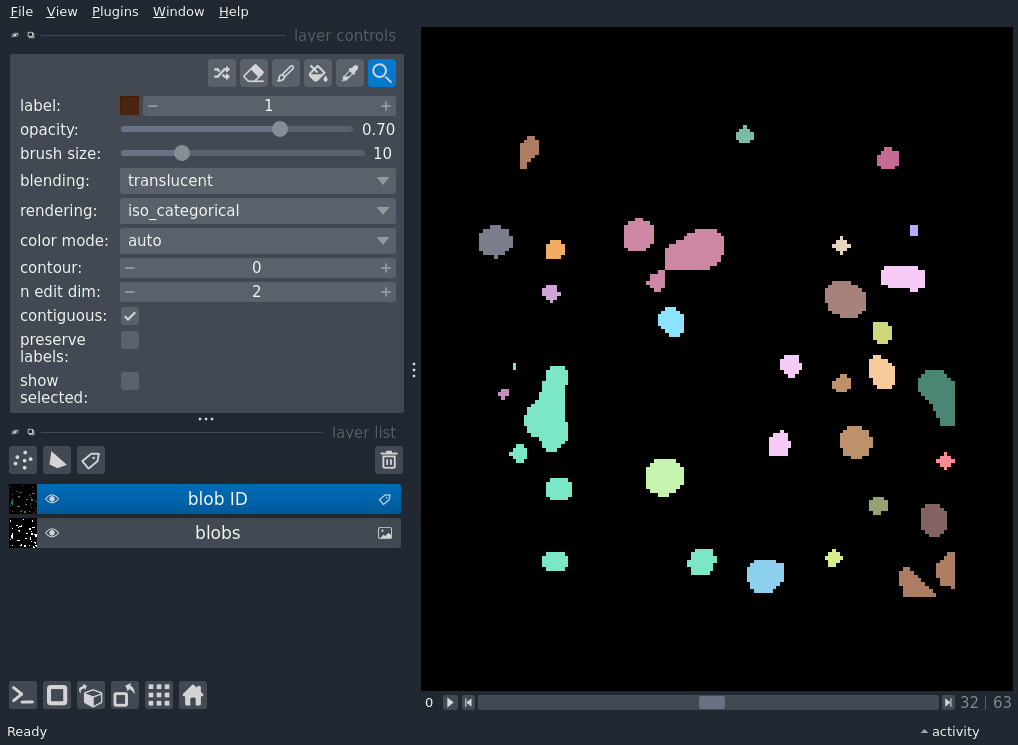 File View Plugins Window Help
layer controls
label: 1
opacity: 0.70
brush size: 10
blending: translucent
rendering: iso_categorical
color mode: auto
contour: 0
n edit dim: 2
contiguous:
preserve
labels:
show
selected:
layer list
blob ID
blobs
0 32 | 63
Ready activity